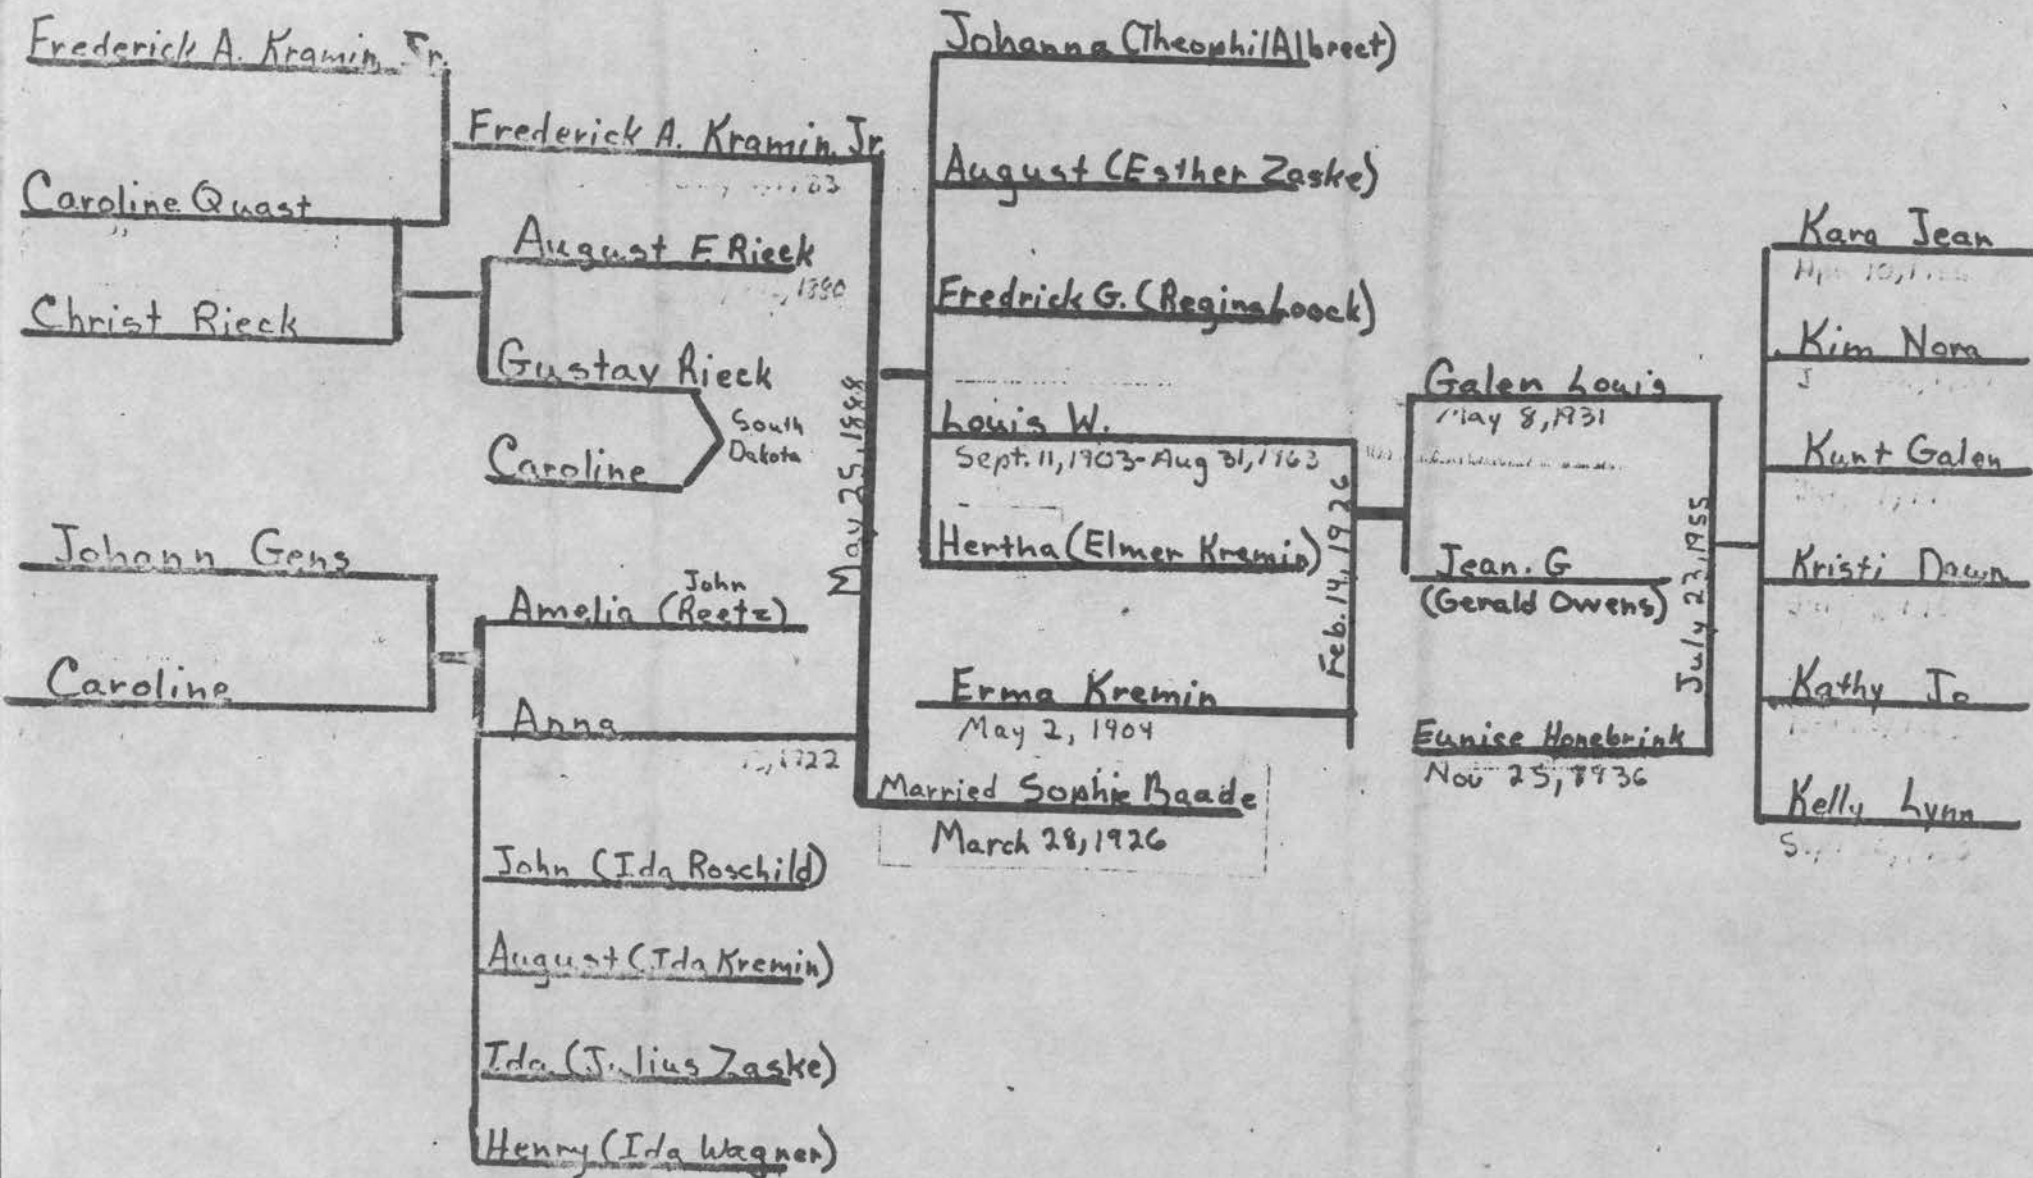 Frederick A. Kramin Sr.
Caroline Quast
Christ Rieck
Johann Gens
Caroline
Frederick A. Kramin Jr.
August F Rieck
Gustav Rieck
Caroline
South
Dakota
May 25, 1888
John
Amelia (Reetz)
Anna
John (Ida Roschild)
August (Ida Kremin)
Ida (Julius Zaske)
Henry (Ida Wagner)
Johanna (Theophil Albrect)
August (Esther Zaske)
Fredrick G. (Regina Loock)
Louis W.
Sept. 11, 1903-Aug 31, 1963
Hertha (Elmer Kremin)
Erma Kremin
May 2, 1904
Feb. 14, 1926
Married Sophie Baade
March 28, 1926
Galen Louis
May 8, 1931
Jean. G
(Gerald Owens)
Eunise Honebrink
Nov 25, 1936
July 23, 1955
Kara Jean
Kim Nora
Kurt Galen
Kristi Dawn
Kathy Jo
Kelly Lynn